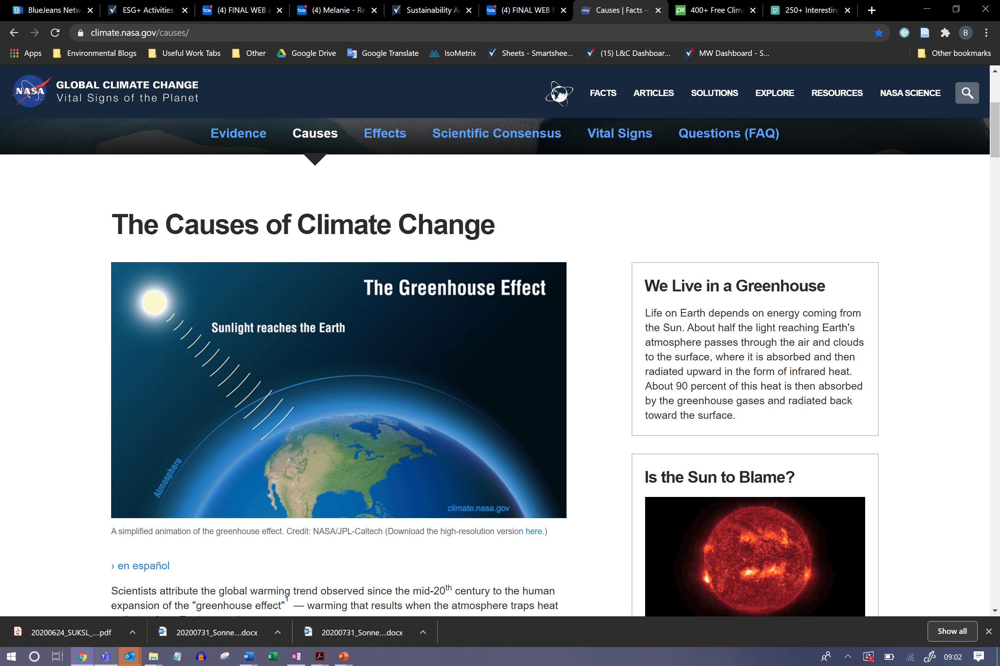 BlueJeans Netw
ESG+ Activities
(4) FINAL WEB a
(4) Melanie - Re
Sustainability Ac
(4) FINAL WEB
Causes | Facts –
400+ Free Clima
250+ Interesting
climate.nasa.gov/causes/
B
Apps
Environmental Blogs
Useful Work Tabs
Other
Google Drive
Google Translate
IsoMetrix
Sheets - Smartshee...
(15) L&C Dashboar...
MW Dashboard - S...
Other bookmarks
NASA
GLOBAL CLIMATE CHANGE
Vital Signs of the Planet
FACTS
ARTICLES
SOLUTIONS
EXPLORE
RESOURCES
NASA SCIENCE
Evidence
Causes
Effects
Scientific Consensus
Vital Signs
Questions (FAQ)
The Causes of Climate Change
The Greenhouse Effect
Sunlight reaches the Earth
Atmosphere
climate.nasa.gov
A simplified animation of the greenhouse effect. Credit: NASA/JPL-Caltech (Download the high-resolution version here.)
› en español
Scientists attribute the global warming trend observed since the mid-20th century to the human
expansion of the "greenhouse effect"1 — warming that results when the atmosphere traps heat
We Live in a Greenhouse
Life on Earth depends on energy coming from
the Sun. About half the light reaching Earth's
atmosphere passes through the air and clouds
to the surface, where it is absorbed and then
radiated upward in the form of infrared heat.
About 90 percent of this heat is then absorbed
by the greenhouse gases and radiated back
toward the surface.
Is the Sun to Blame?
20200624_SUKSL_....pdf
20200731_Sonne....docx
20200731_Sonne....docx
Show all
09:02